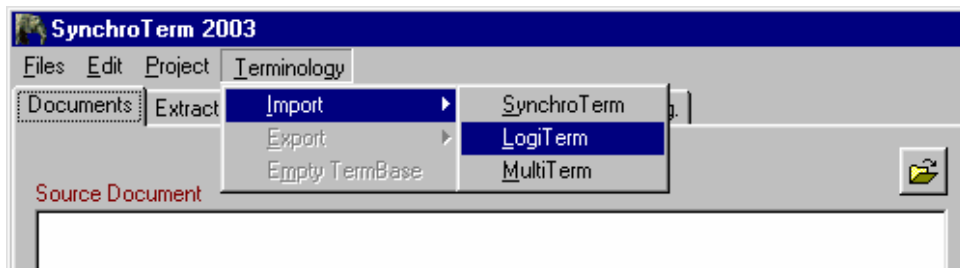 SynchroTerm 2003
Files Edit Project Terminology
Documents Extract Import SynchroTerm g.
Export LogiTerm
Empty TermBase MultiTerm
Source Document